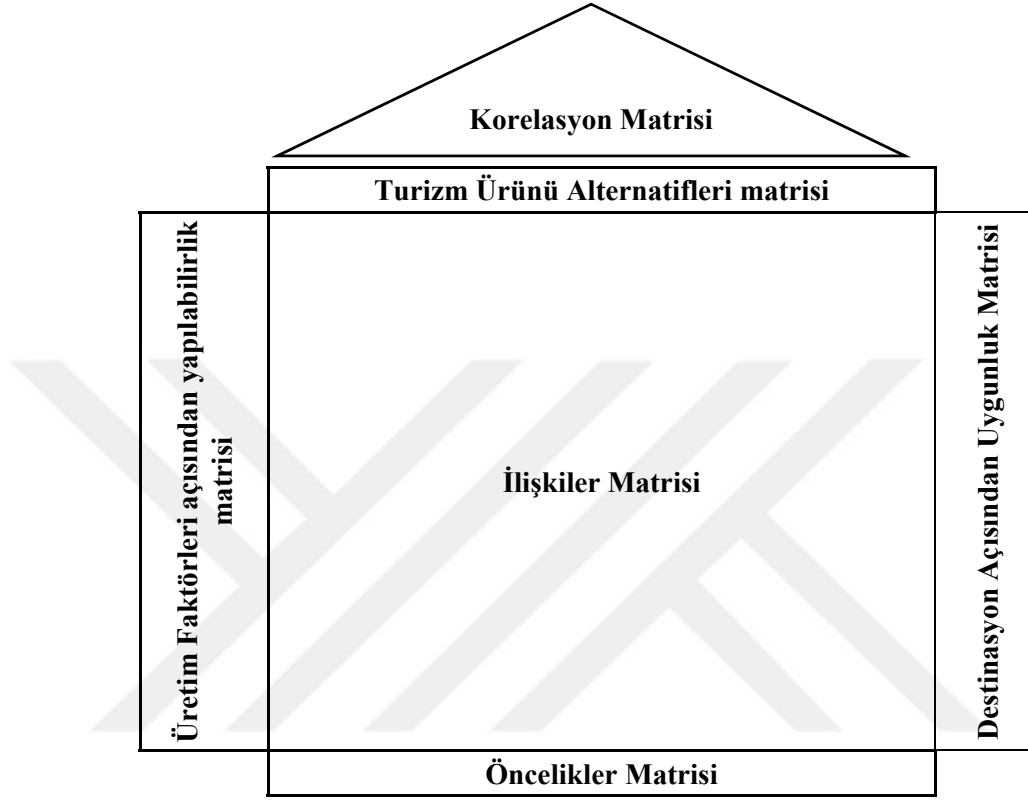 Korelasyon Matrisi
Turizm Ürünü Alternatifleri matrisi
Üretim Faktörleri açısından yapılabilirlik
matrisi
İlişkiler Matrisi
Destinasyon Açısından Uygunluk Matrisi
Öncelikler Matrisi